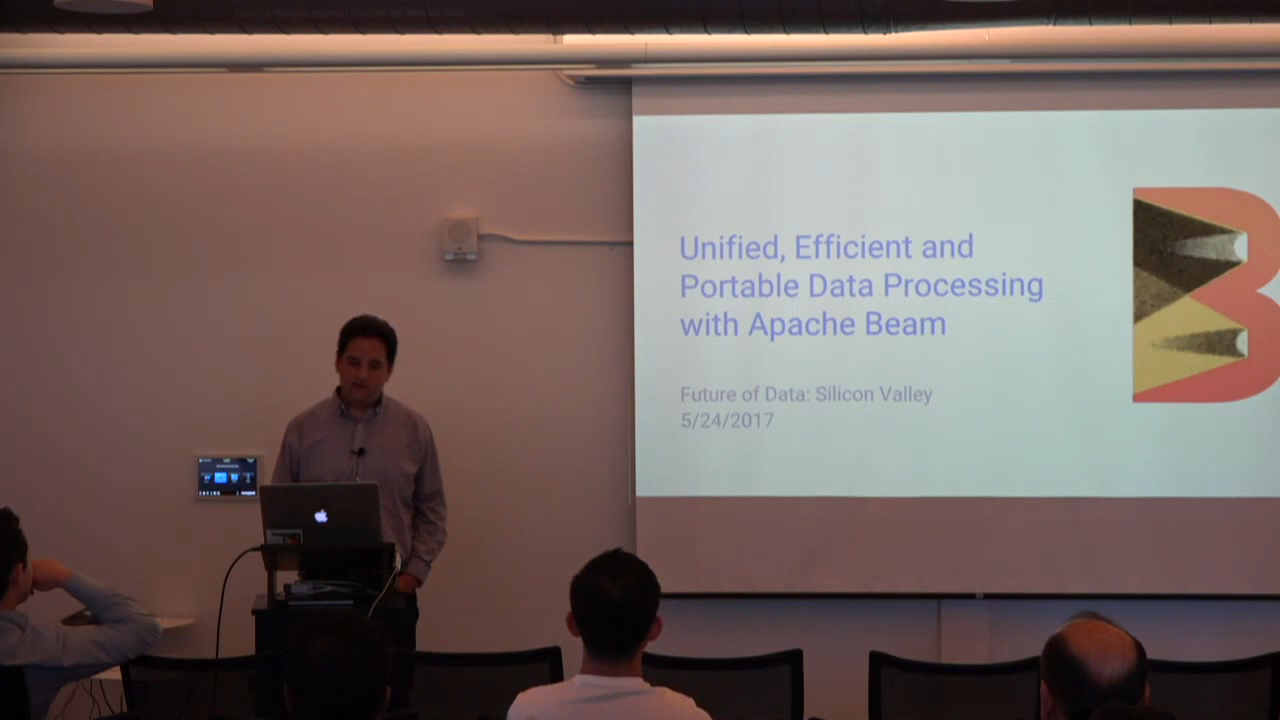 Unified, Efficient and
Portable Data Processing
with Apache Beam
Future of Data: Silicon Valley
5/24/2017